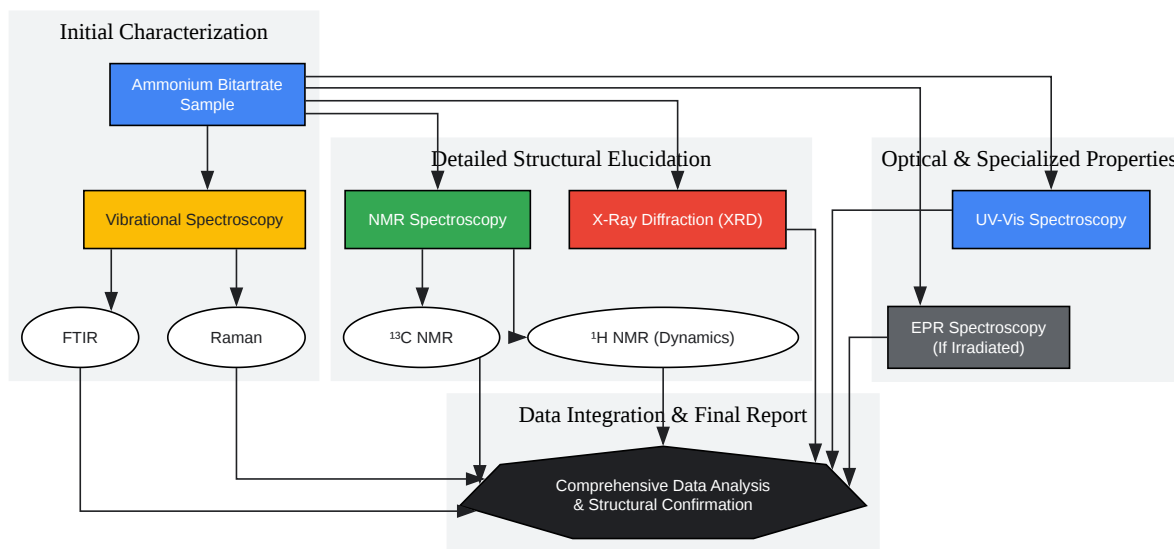 Initial Characterization
Ammonium Bitartrate
Sample
Vibrational Spectroscopy
FTIR
Raman
Detailed Structural Elucidation
NMR Spectroscopy
X-Ray Diffraction (XRD)
¹³C NMR
¹H NMR (Dynamics)
Optical & Specialized Properties
UV-Vis Spectroscopy
EPR Spectroscopy
(If Irradiated)
Data Integration & Final Report
Comprehensive Data Analysis
& Structural Confirmation